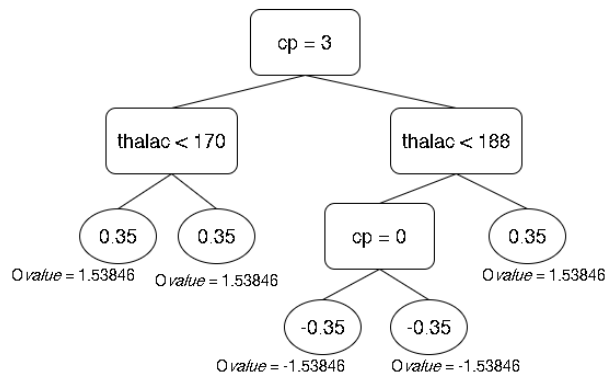 cp = 3
thalac < 170
thalac < 188
0.35
0.35
cp = 0
0.35
Ovalue = 1.53846
Ovalue = 1.53846
Ovalue = 1.53846
-0.35
-0.35
Ovalue = -1.53846
Ovalue = -1.53846